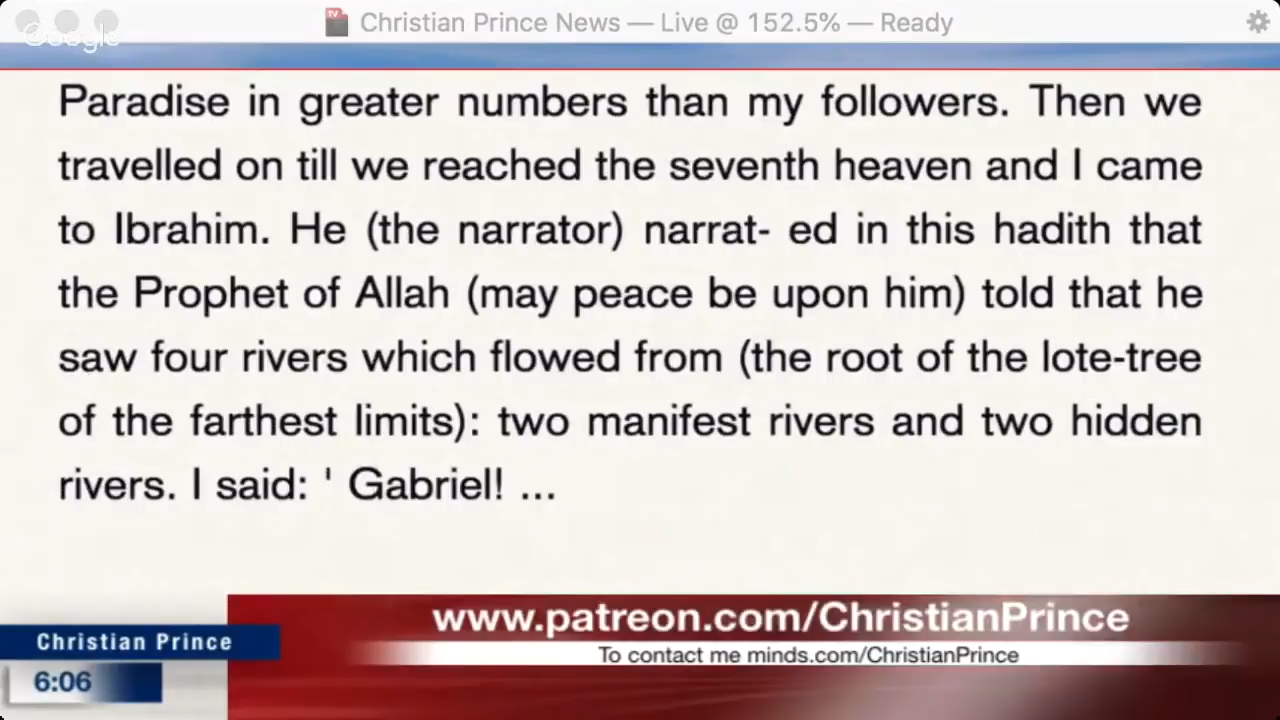 Christian Prince News — Live @ 152.5% — Ready
Google
Paradise in greater numbers than my followers. Then we
travelled on till we reached the seventh heaven and I came
to Ibrahim. He (the narrator) narrat- ed in this hadith that
the Prophet of Allah (may peace be upon him) told that he
saw four rivers which flowed from (the root of the lote-tree
of the farthest limits): two manifest rivers and two hidden
rivers. I said: ' Gabriel! ...
www.patreon.com/ChristianPrince
Christian Prince
To contact me minds.com/ChristianPrince
6:06